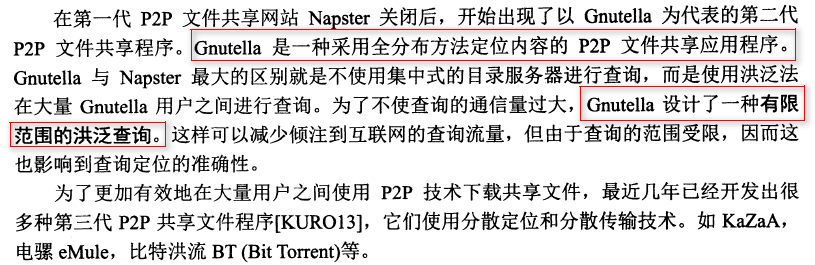 在第一代 P2P 文件共享网站 Napster 关闭后，开始出现了以 Gnutella 为代表的第二代
P2P 文件共享程序。Gnutella 是一种采用全分布方法定位内容的 P2P 文件共享应用程序。
Gnutella 与 Napster 最大的区别就是不使用集中式的目录服务器进行查询，而是使用洪泛法
在大量 Gnutella 用户之间进行查询。为了不使查询的通信量过大，Gnutella 设计了一种有限
范围的洪泛查询。这样可以减少倾注到互联网的查询流量，但由于查询的范围受限，因而这
也影响到查询定位的准确性。
为了更加有效地在大量用户之间使用 P2P 技术下载共享文件，最近几年已经开发出很
多种第三代 P2P 共享文件程序[KURO13]，它们使用分散定位和分散传输技术。如 KaZaA，
电骡 eMule，比特洪流 BT (Bit Torrent)等。